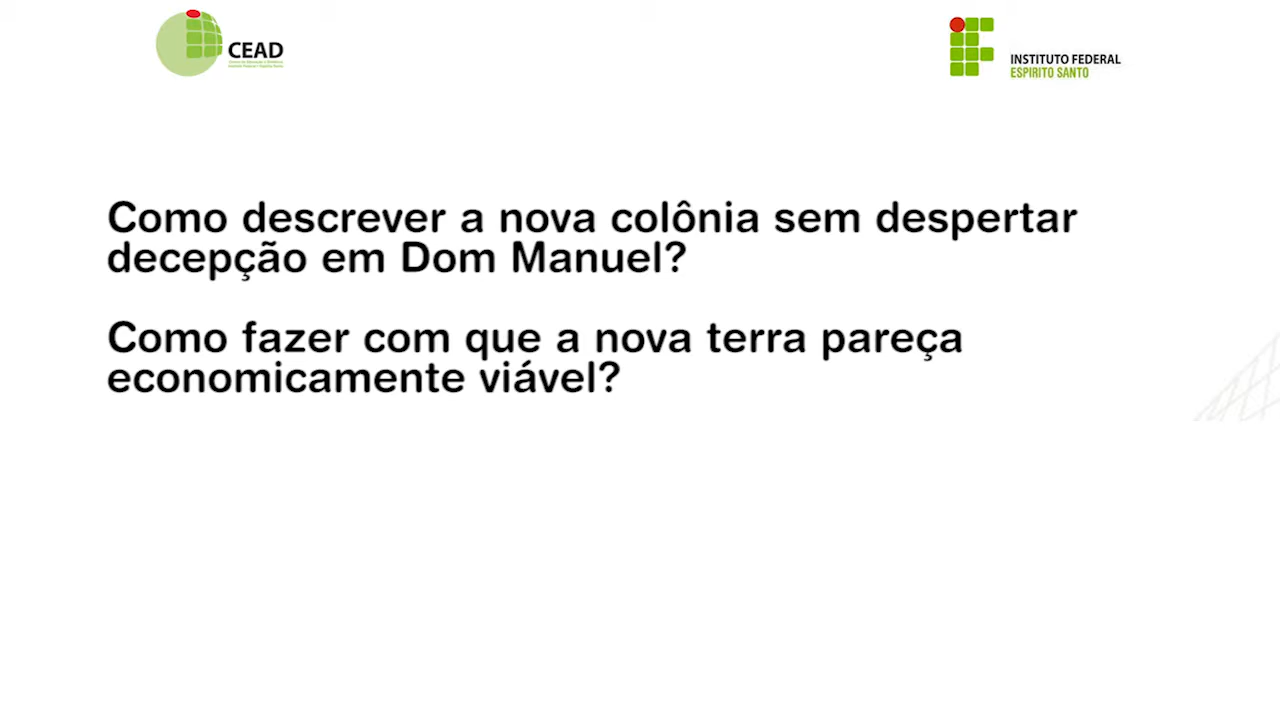 CEAD
INSTITUTO FEDERAL
ESPIRITO SANTO
Como descrever a nova colônia sem despertar
decepção em Dom Manuel?
Como fazer com que a nova terra pareça
economicamente viável?